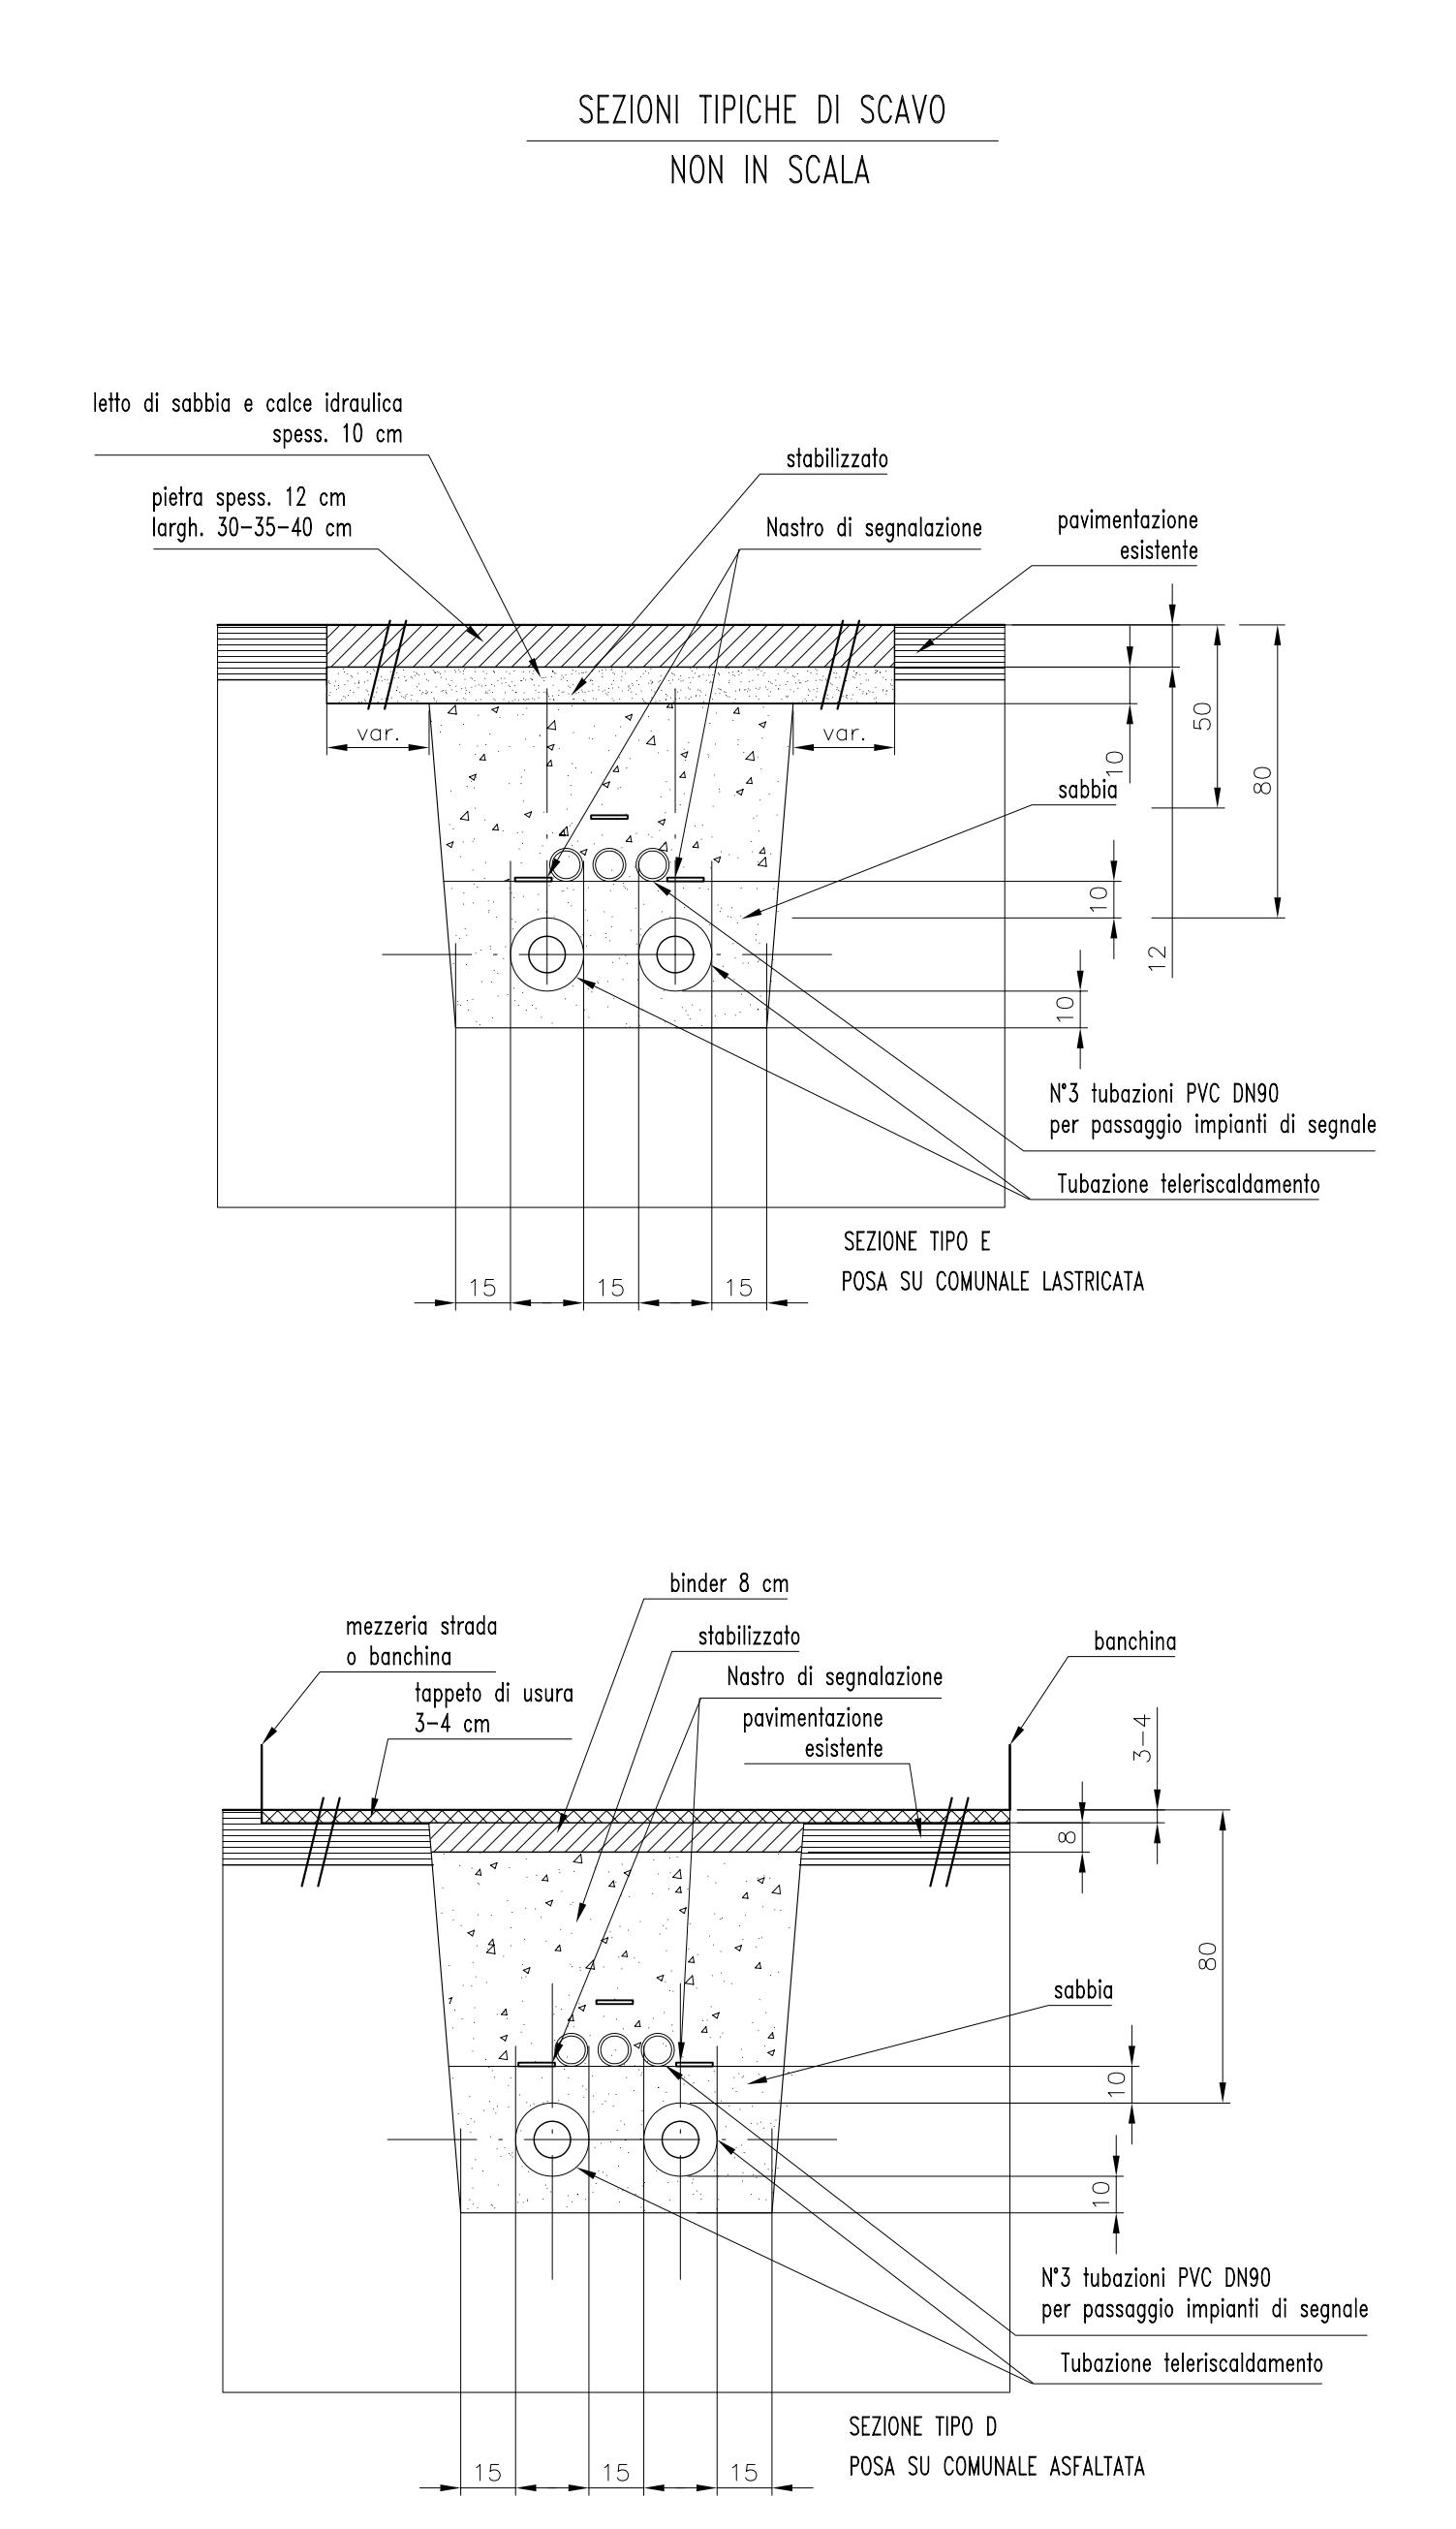 SEZIONI TIPICHE DI SCAVO
NON IN SCALA
letto di sabbia e calce idraulica
spess. 10 cm
stabilizzato
pietra spess. 12 cm
largh. 30-35-40 cm
Nastro di segnalazione
pavimentazione
esistente
var.
var.
50
10
80
sabbia
10
12
10
N°3 tubazioni PVC DN90
per passaggio impianti di segnale
Tubazione teleriscaldamento
SEZIONE TIPO E
POSA SU COMUNALE LASTRICATA
15
15
15
binder 8 cm
mezzeria strada
o banchina
stabilizzato
banchina
Nastro di segnalazione
tappeto di usura
3-4 cm
pavimentazione
esistente
3-4
8
80
sabbia
10
10
N°3 tubazioni PVC DN90
per passaggio impianti di segnale
Tubazione teleriscaldamento
SEZIONE TIPO D
POSA SU COMUNALE ASFALTATA
15
15
15